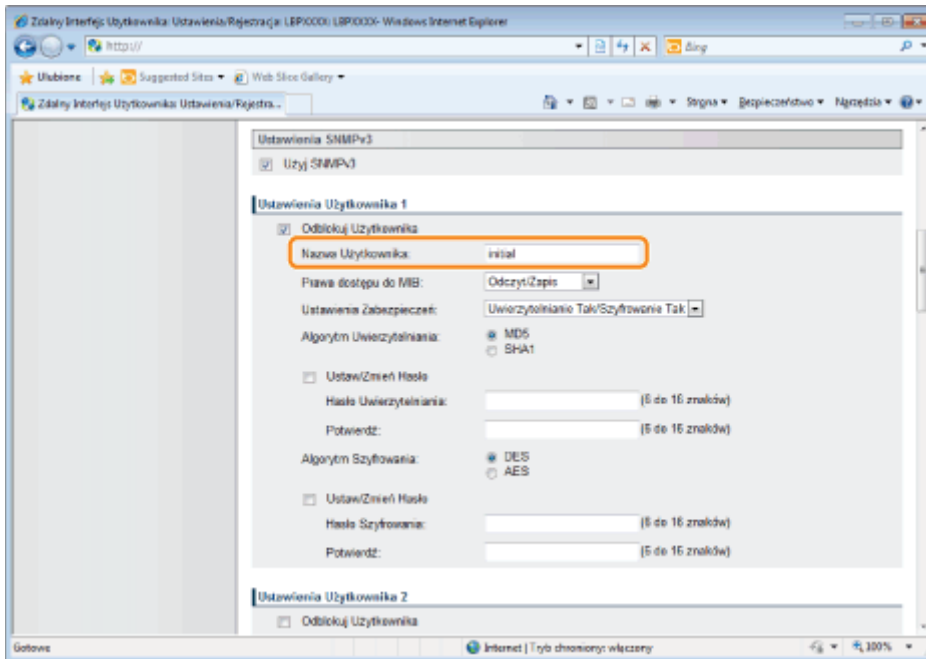 Zdalny Interfejs Użytkownika: Ustawienia/Rejestracja: LBPXXXX: LBPXXXX- Windows Internet Explorer
http://
Bing
Ulubione Suggested Sites Web Slice Gallery
Zdalny Interfejs Użytkownika: Ustawienia/Rejestra... Strona Bezpieczeństwo Narzędzia
Ustawienia SNMPv3
Użyj SNMPv3
Ustawienia Użytkownika 1
Odblokuj Użytkownika
Nazwa Użytkownika: initial
Prawa dostępu do MIB: Odczyt/Zapis
Ustawienia Zabezpieczeń: Uwierzytelnianie Tak/Szyfrowanie Tak
Algorytm Uwierzytelniania: MD5
SHA1
Ustaw/Zmień Hasło
Hasło Uwierzytelniania: (6 do 16 znaków)
Potwierdź: (6 do 16 znaków)
Algorytm Szyfrowania: DES
AES
Ustaw/Zmień Hasło
Hasło Szyfrowania: (6 do 16 znaków)
Potwierdź: (6 do 16 znaków)
Ustawienia Użytkownika 2
Odblokuj Użytkownika
Gotowe Internet | Tryb chroniony: włączony 100%